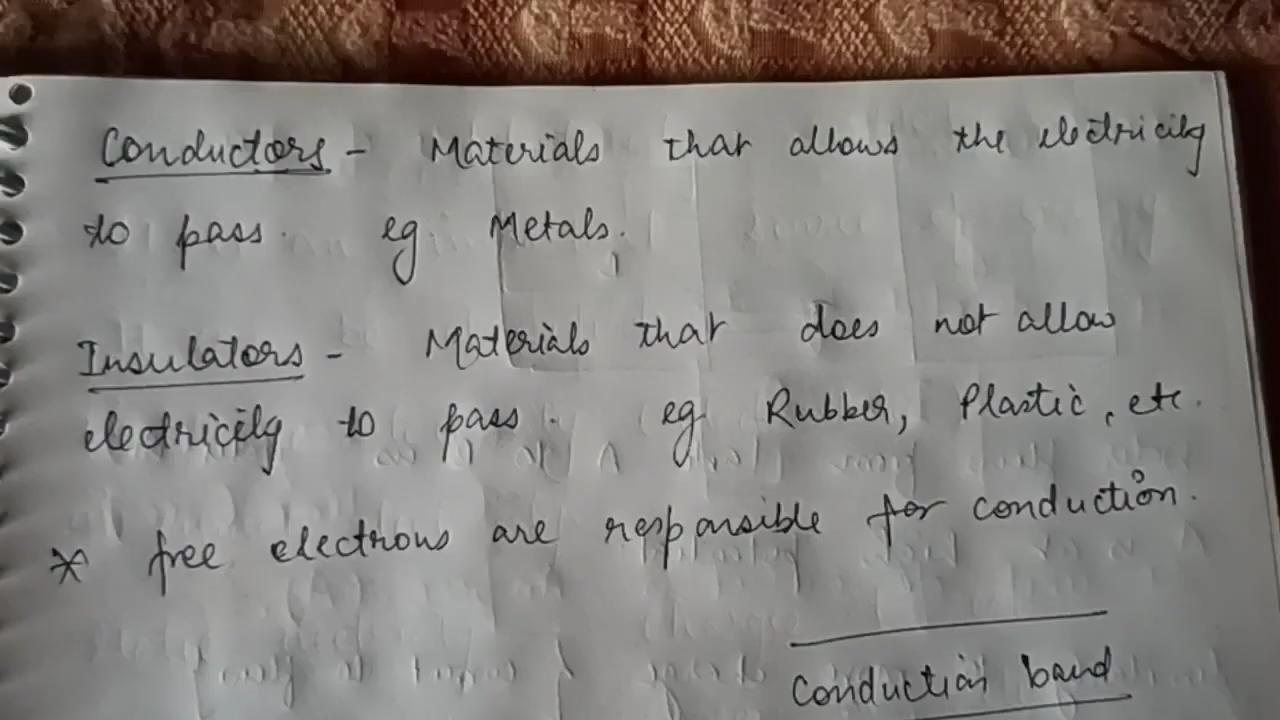 Conductors - Materials that allows the electricity
to pass. eg Metals.
Insulators - Materials that does not allow
electricity to pass. eg Rubber, Plastic, etc.
* free electrons are responsible for conduction.
Conduction band